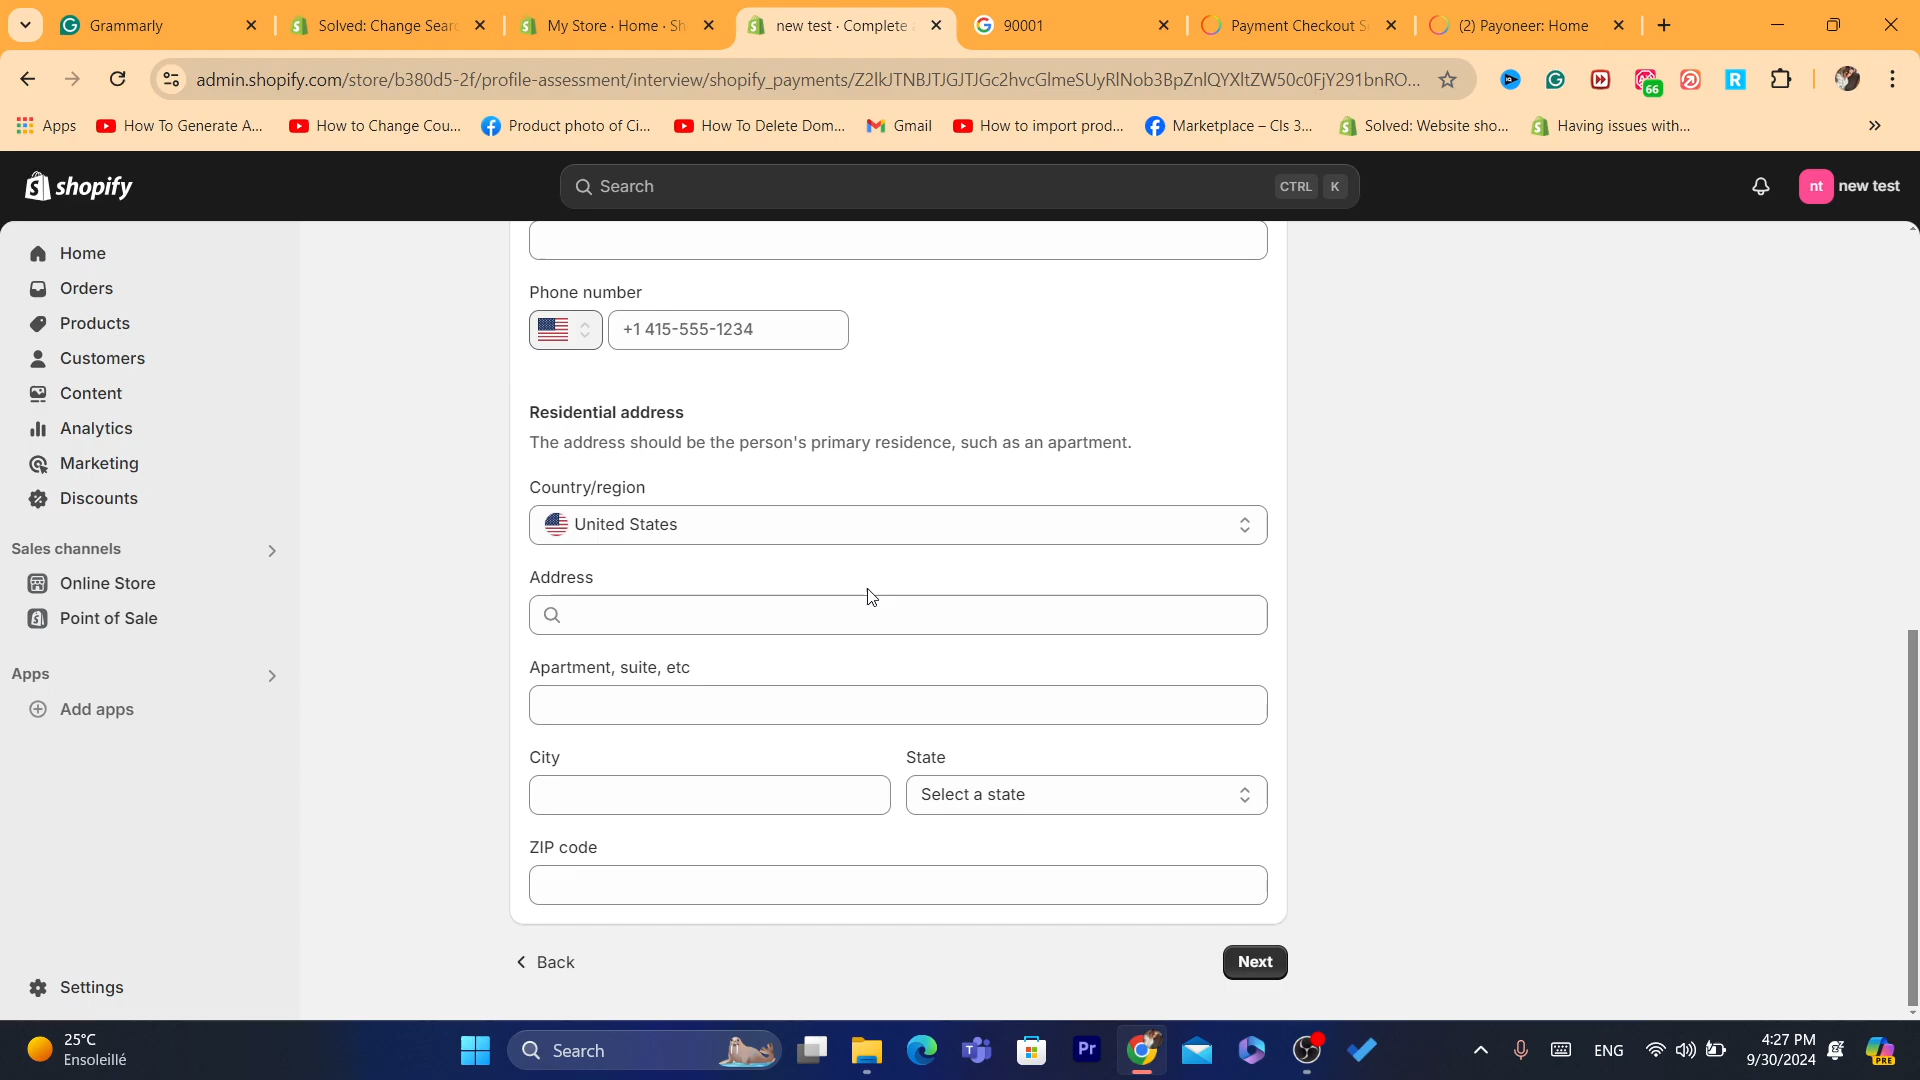 Grammarly
Solved: Change Searc
My Store · Home · Sh
new test · Complete a
90001
Payment Checkout S
(2) Payoneer: Home
admin.shopify.com/store/b380d5-2f/profile-assessment/interview/shopify_payments/Z2lkJTNBJTJGJTJGc2hvcGlmeSUyRlNob3BpZnlQYXltZW50c0FjY291bnRO...
66
Apps
How To Generate A...
How to Change Cou...
Product photo of Ci...
How To Delete Dom...
Gmail
How to import prod...
Marketplace – Cls 3...
Solved: Website sho...
Having issues with...
shopify
Search
CTRL K
nt new test
Home
Orders
Products
Customers
Content
Analytics
Marketing
Discounts
Sales channels
Online Store
Point of Sale
Apps
Add apps
Settings
Phone number
+1 415-555-1234
Residential address
The address should be the person's primary residence, such as an apartment.
Country/region
United States
Address
Apartment, suite, etc
City
State
Select a state
ZIP code
Back
Next
25°C
Ensoleillé
Search
Pr
ENG
4:27 PM
9/30/2024
PRE